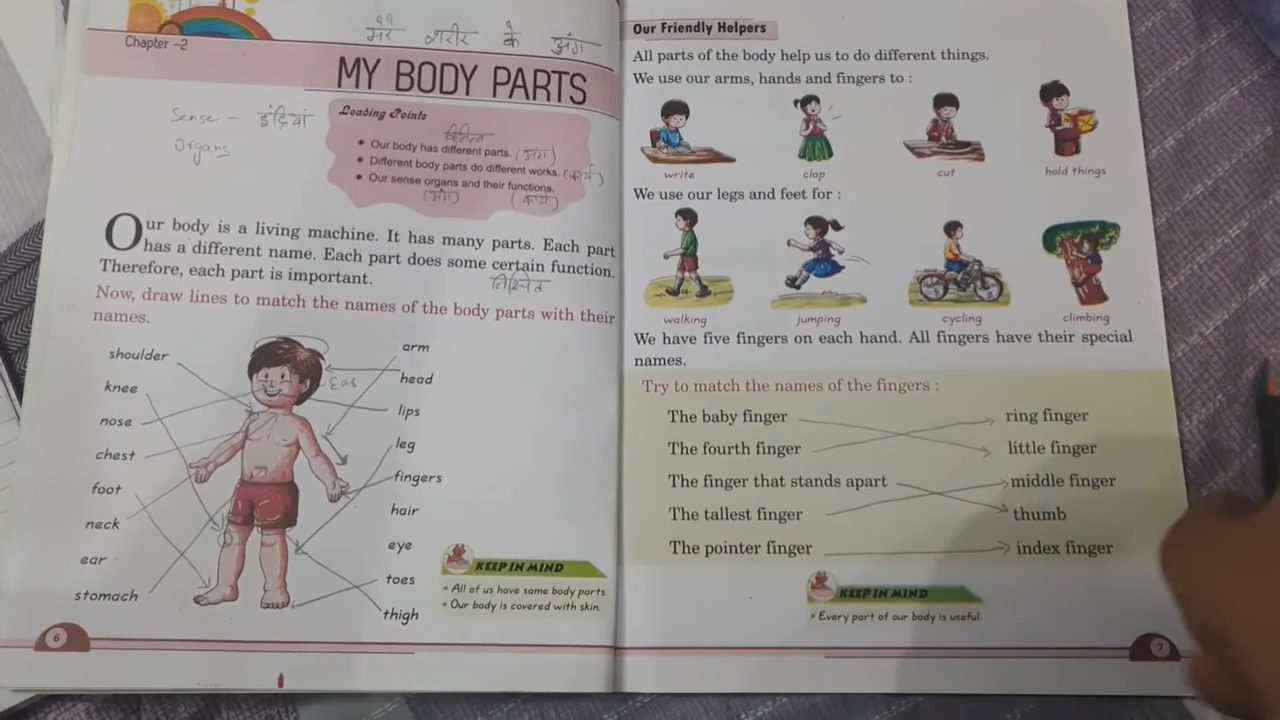 मेरे शरीर के अंग
Chapter -2
MY BODY PARTS
Sense - इंद्रियां
Organs
Leading Points
विभिन्न
• Our body has different parts. (अंग)
• Different body parts do different works. (कार्य)
• Our sense organs and their functions.
(अंग) (कार्य)
Our body is a living machine. It has many parts. Each part
has a different name. Each part does some certain function.
Therefore, each part is important.
निश्चित
Now, draw lines to match the names of the body parts with their
names.
shoulder
knee
nose
chest
foot
neck
ear
stomach
Ear
arm
head
lips
leg
fingers
hair
eye
toes
thigh
KEEP IN MIND
• All of us have same body parts.
• Our body is covered with skin.
6
Our Friendly Helpers
All parts of the body help us to do different things.
We use our arms, hands and fingers to :
write clap cut hold things
We use our legs and feet for :
walking jumping cycling climbing
We have five fingers on each hand. All fingers have their special
names.
Try to match the names of the fingers :
The baby finger ring finger
The fourth finger little finger
The finger that stands apart middle finger
The tallest finger thumb
The pointer finger index finger
KEEP IN MIND
• Every part of our body is useful.
7